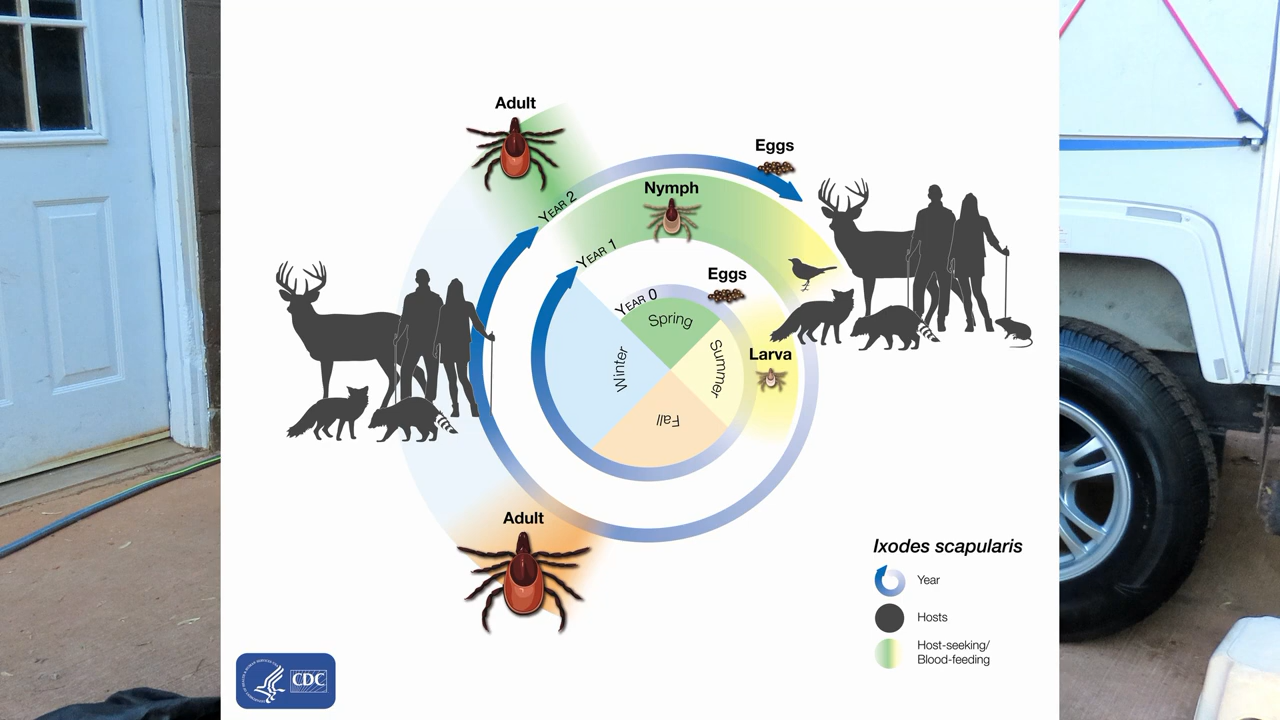 Adult
Eggs
Nymph
YEAR 2
YEAR 1
Eggs
YEAR 0
Spring
Winter
Summer
Larva
Fall
Adult
Ixodes scapularis
Year
Hosts
Host-seeking/
Blood-feeding
CDC